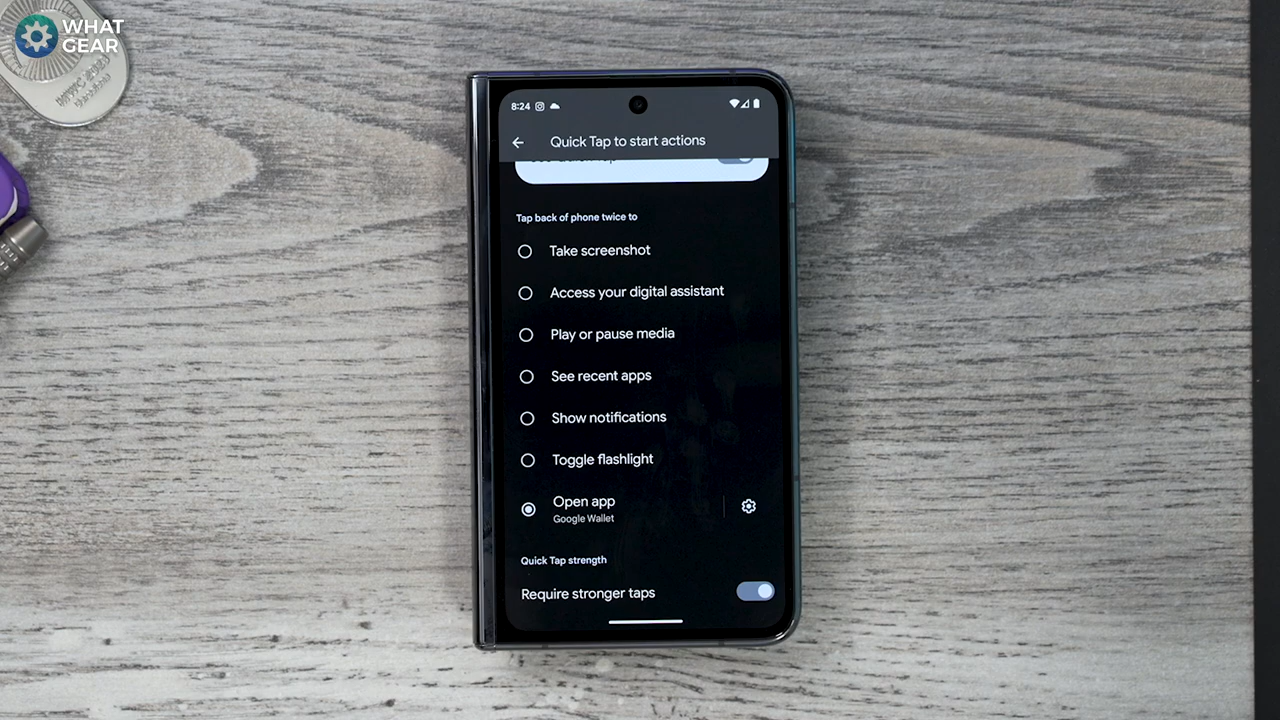 WHAT
GEAR
8:24
Quick Tap to start actions
Tap back of phone twice to
Take screenshot
Access your digital assistant
Play or pause media
See recent apps
Show notifications
Toggle flashlight
Open app
Google Wallet
Quick Tap strength
Require stronger taps